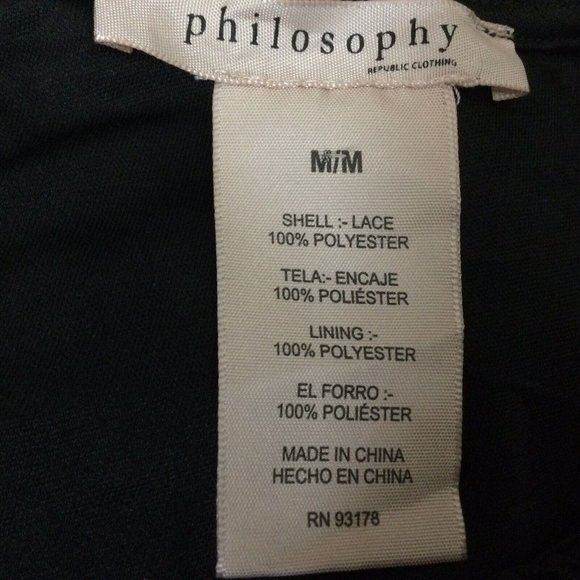 philosophy
REPUBLIC CLOTHING
M/M
SHELL :- LACE
100% POLYESTER
TELA:- ENCAJE
100% POLIÉSTER
LINING :-
100% POLYESTER
EL FORRO :-
100% POLIÉSTER
MADE IN CHINA
HECHO EN CHINA
RN 93178